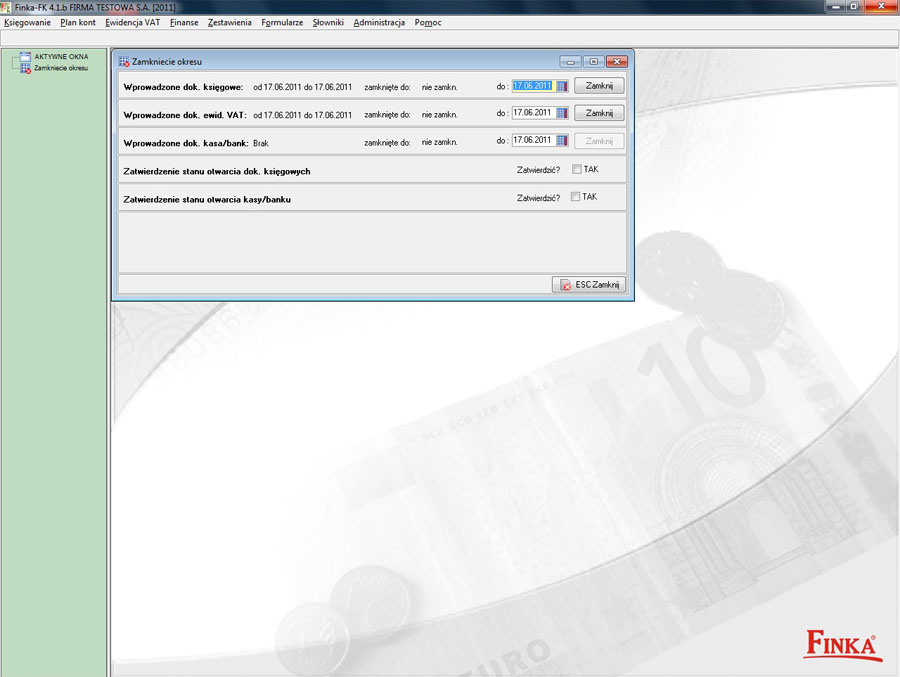 Finka-FK 4.1.b FIRMA TESTOWA S.A. [2011]
Księgowanie Plan kont Ewidencja VAT Finanse Zestawienia Formularze Słowniki Administracja Pomoc
AKTYWNE OKNA
Zamkniecie okresu
Zamkniecie okresu
Wprowadzone dok. księgowe: od 17.06.2011 do 17.06.2011 zamknięte do: nie zamkn. do : 17.06.2011 Zamknij
Wprowadzone dok. ewid. VAT: od 17.06.2011 do 17.06.2011 zamknięte do: nie zamkn. do : 17.06.2011 Zamknij
Wprowadzone dok. kasa/bank: Brak zamknięte do: nie zamkn. do : 17.06.2011 Zamknij
Zatwierdzenie stanu otwarcia dok. księgowych Zatwierdzić? TAK
Zatwierdzenie stanu otwarcia kasy/banku Zatwierdzić? TAK
ESC Zamknij
BCE ECB EZB EKT EKP
10
EURO
FINKA®